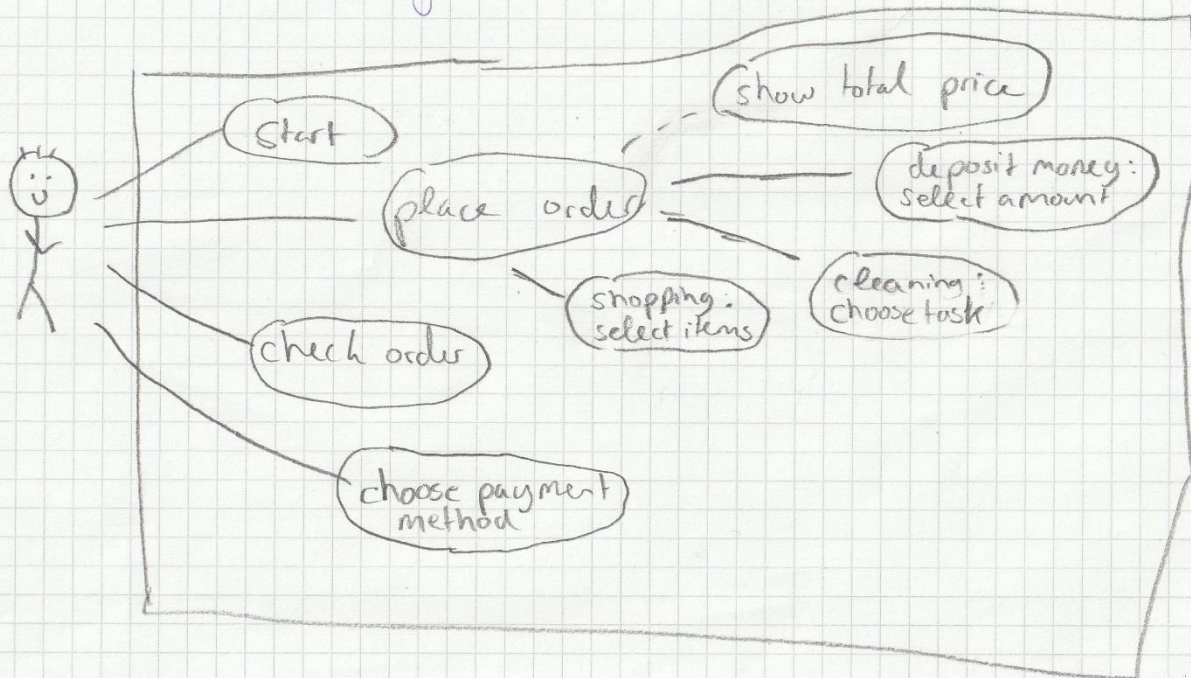 show total price
start
deposit money:
select amount
place order
cleaning:
choose task
shopping:
select items
check order
choose payment
method